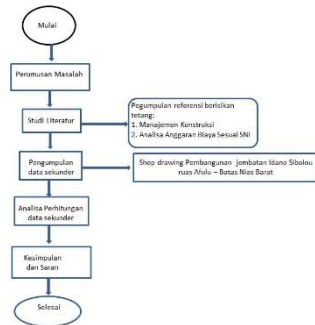 Mulai
Perumusan Masalah
Studi Literatur
Pegumpulan referensi berisikan
tetang:
1. Manajemen Konstruksi
2. Analisa Anggaran Biaya Sesuai SNI
Pengumpulan
data sekunder
Shop drawing Pembangunan jembatan Idano Sibolou
ruas Afulu – Batas Nias Barat
Analisa Perhitungan
data sekunder
Kesimpulan
dan Saran
Selesai